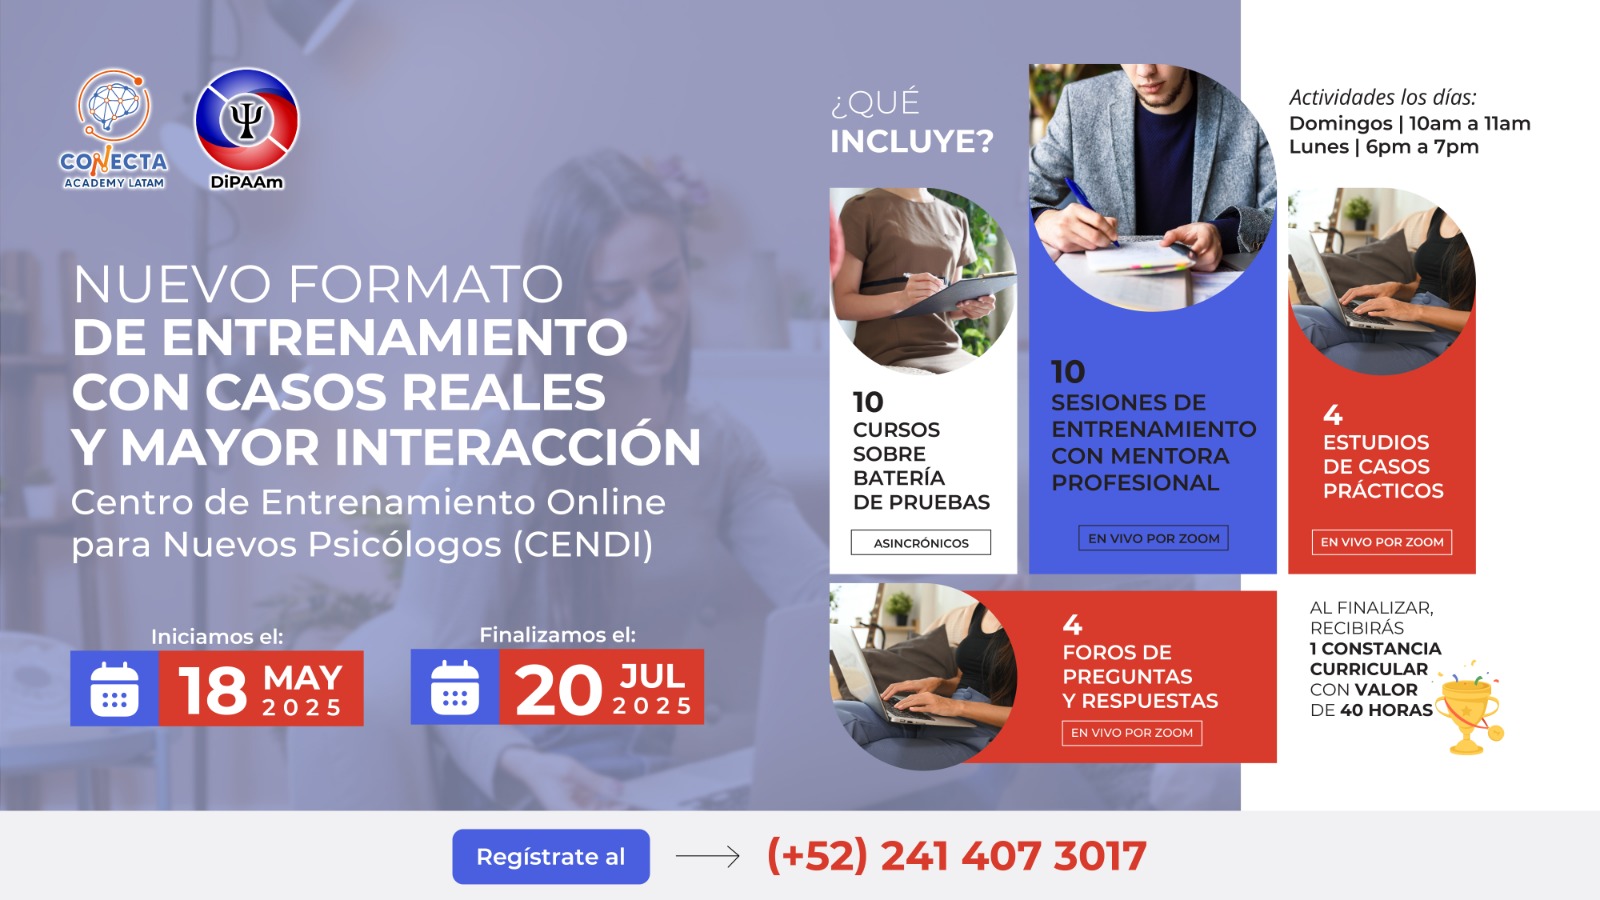 CONECTA
ACADEMY LATAM
Ψ
DiPAAm
NUEVO FORMATO
DE ENTRENAMIENTO
CON CASOS REALES
Y MAYOR INTERACCIÓN
Centro de Entrenamiento Online
para Nuevos Psicólogos (CENDI)
Iniciamos el:
18 MAY
2025
Finalizamos el:
20 JUL
2025
¿QUÉ
INCLUYE?
Actividades los días:
Domingos | 10am a 11am
Lunes | 6pm a 7pm
10
CURSOS
SOBRE
BATERÍA
DE PRUEBAS
ASINCRÓNICOS
10
SESIONES DE
ENTRENAMIENTO
CON MENTORA
PROFESIONAL
EN VIVO POR ZOOM
4
ESTUDIOS
DE CASOS
PRÁCTICOS
EN VIVO POR ZOOM
4
FOROS DE
PREGUNTAS
Y RESPUESTAS
EN VIVO POR ZOOM
AL FINALIZAR,
RECIBIRÁS
1 CONSTANCIA
CURRICULAR
CON VALOR
DE 40 HORAS
Regístrate al
(+52) 241 407 3017